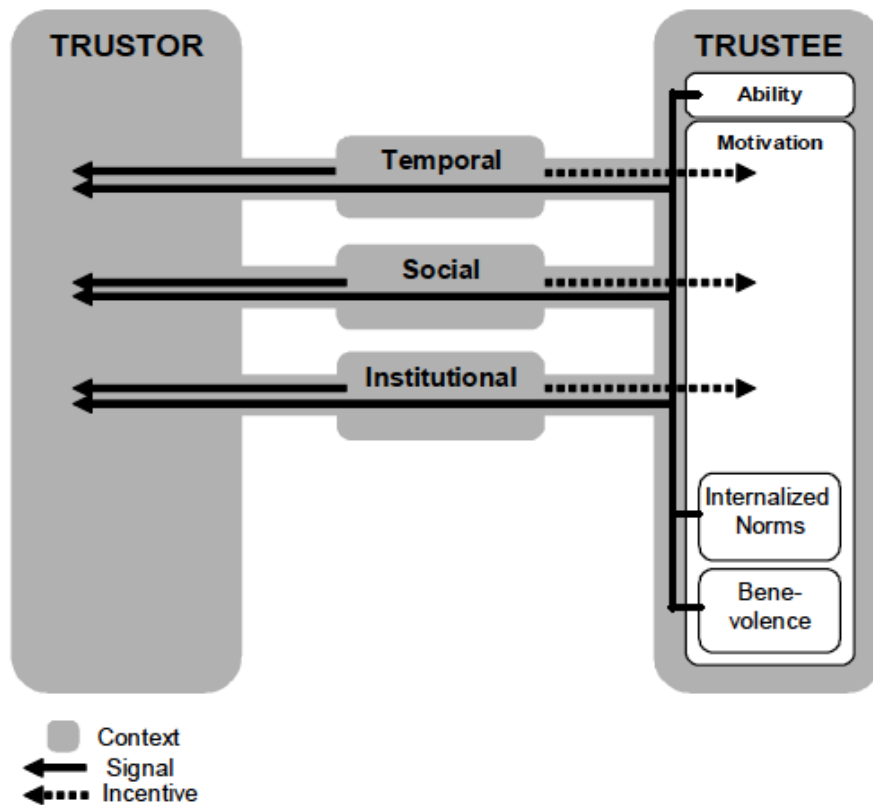 TRUSTOR
TRUSTEE
Ability
Motivation
Temporal
Social
Institutional
Internalized
Norms
Bene-
volence
Context
Signal
Incentive